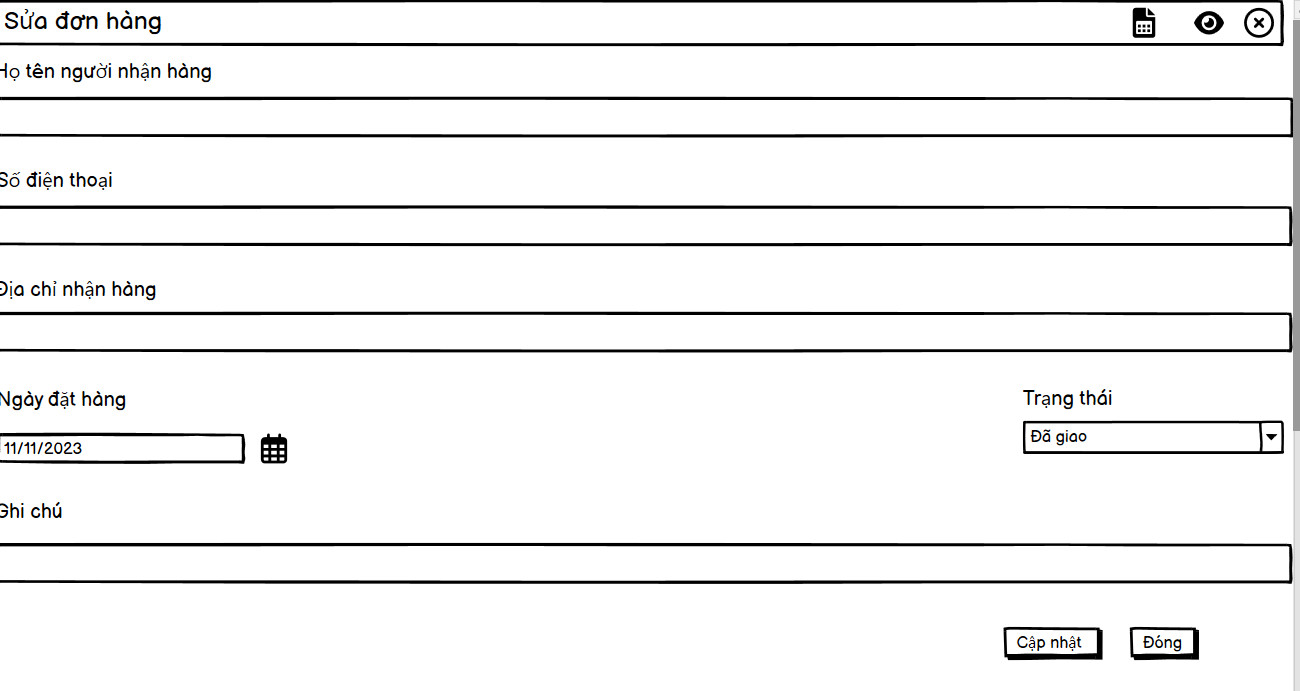 Sửa đơn hàng
Họ tên người nhận hàng
Số điện thoại
Địa chỉ nhận hàng
Ngày đặt hàng
Trạng thái
11/11/2023
Đã giao
Ghi chú
Cập nhật
Đóng